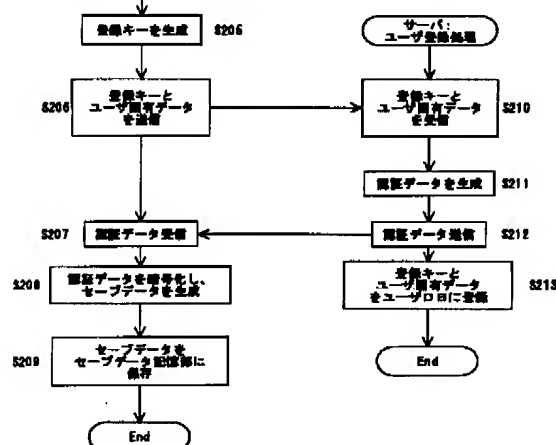 登録キーを生成
S205
サーバ:
ユーザ登録処理
S206
登録キーと
ユーザ固有データ
を送信
登録キーと
ユーザ固有データ
を受信
S210
認証データを生成
S211
S207
認証データ受信
認証データ送信
S212
S208
認証データを暗号化し、
セーブデータを生成
登録キーと
ユーザ固有データ
をユーザDBに登録
S213
S209
セーブデータを
セーブデータ記憶部に
保存
End
End